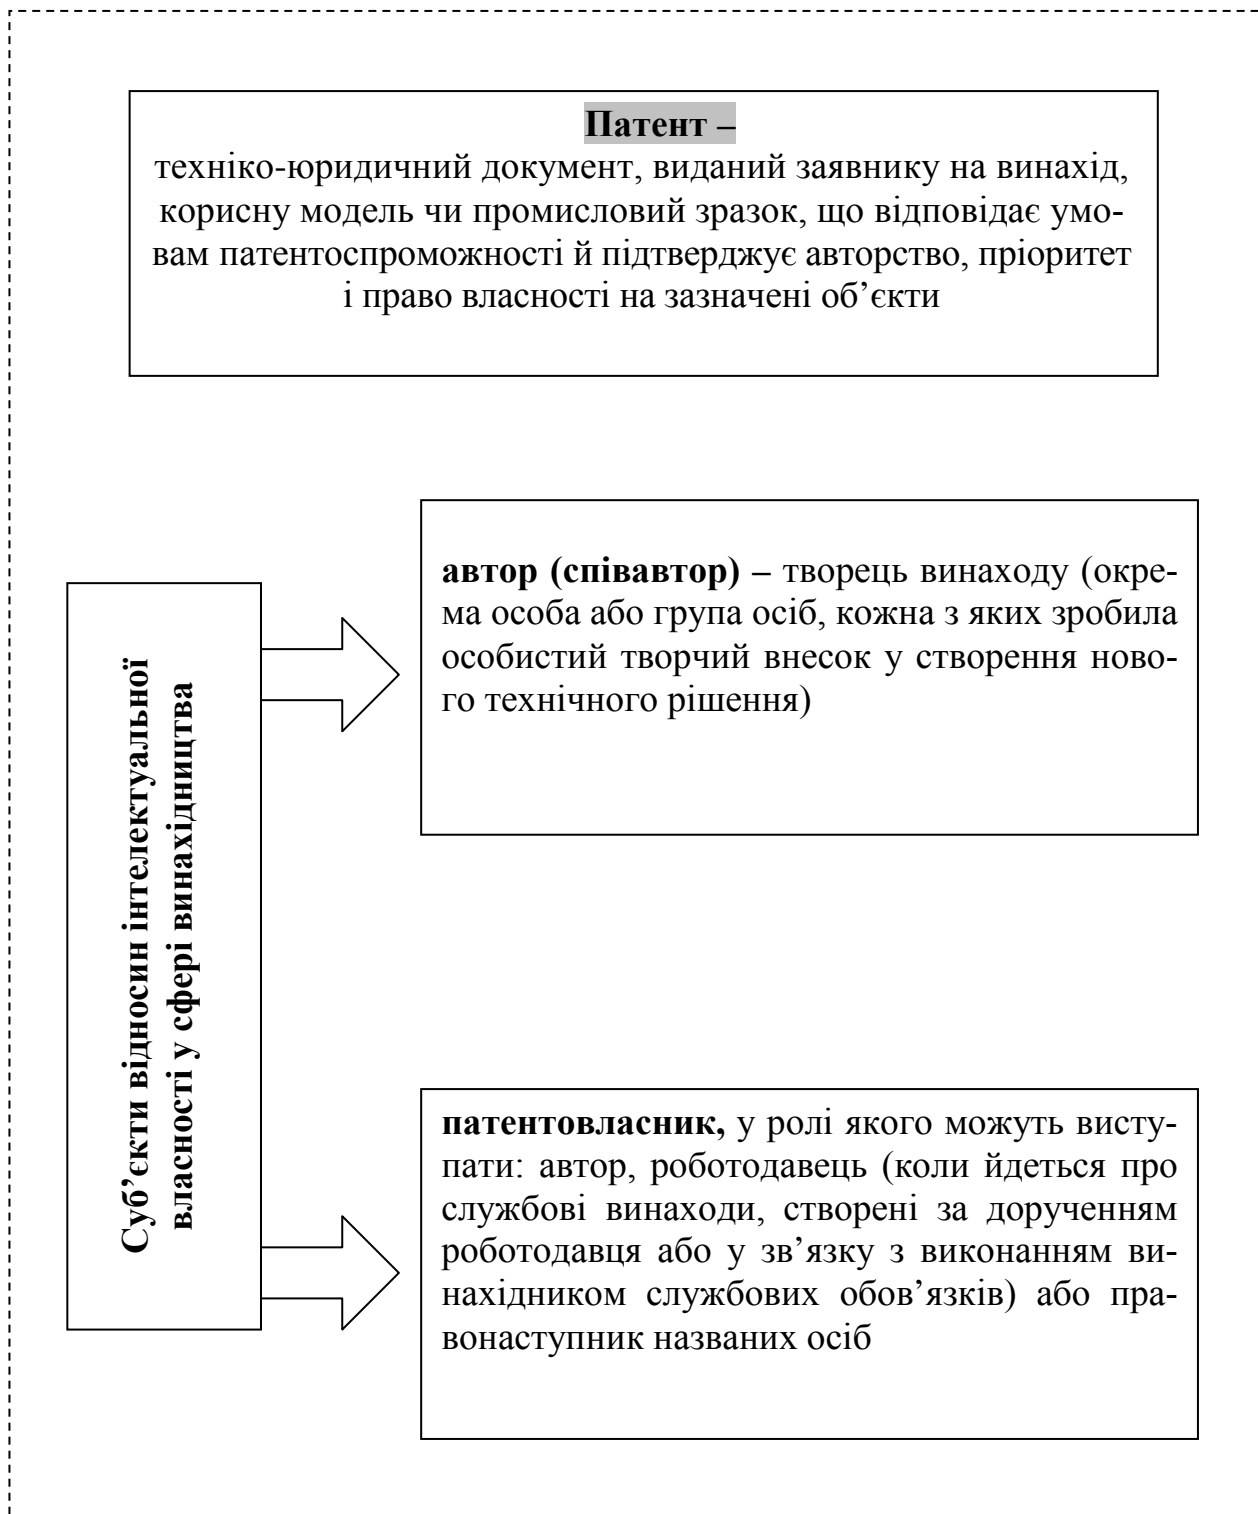 Патент –
техніко-юридичний документ, виданий заявнику на винахід,
корисну модель чи промисловий зразок, що відповідає умо-
вам патентоспроможності й підтверджує авторство, пріоритет
і право власності на зазначені об’єкти
Суб’єкти відносин інтелектуальної
власності у сфері винахідництва
автор (співавтор) – творець винаходу (окре-
ма особа або група осіб, кожна з яких зробила
особистий творчий внесок у створення ново-
го технічного рішення)
патентовласник, у ролі якого можуть висту-
пати: автор, роботодавець (коли йдеться про
службові винаходи, створені за дорученням
роботодавця або у зв’язку з виконанням ви-
нахідником службових обов’язків) або пра-
вонаступник названих осіб